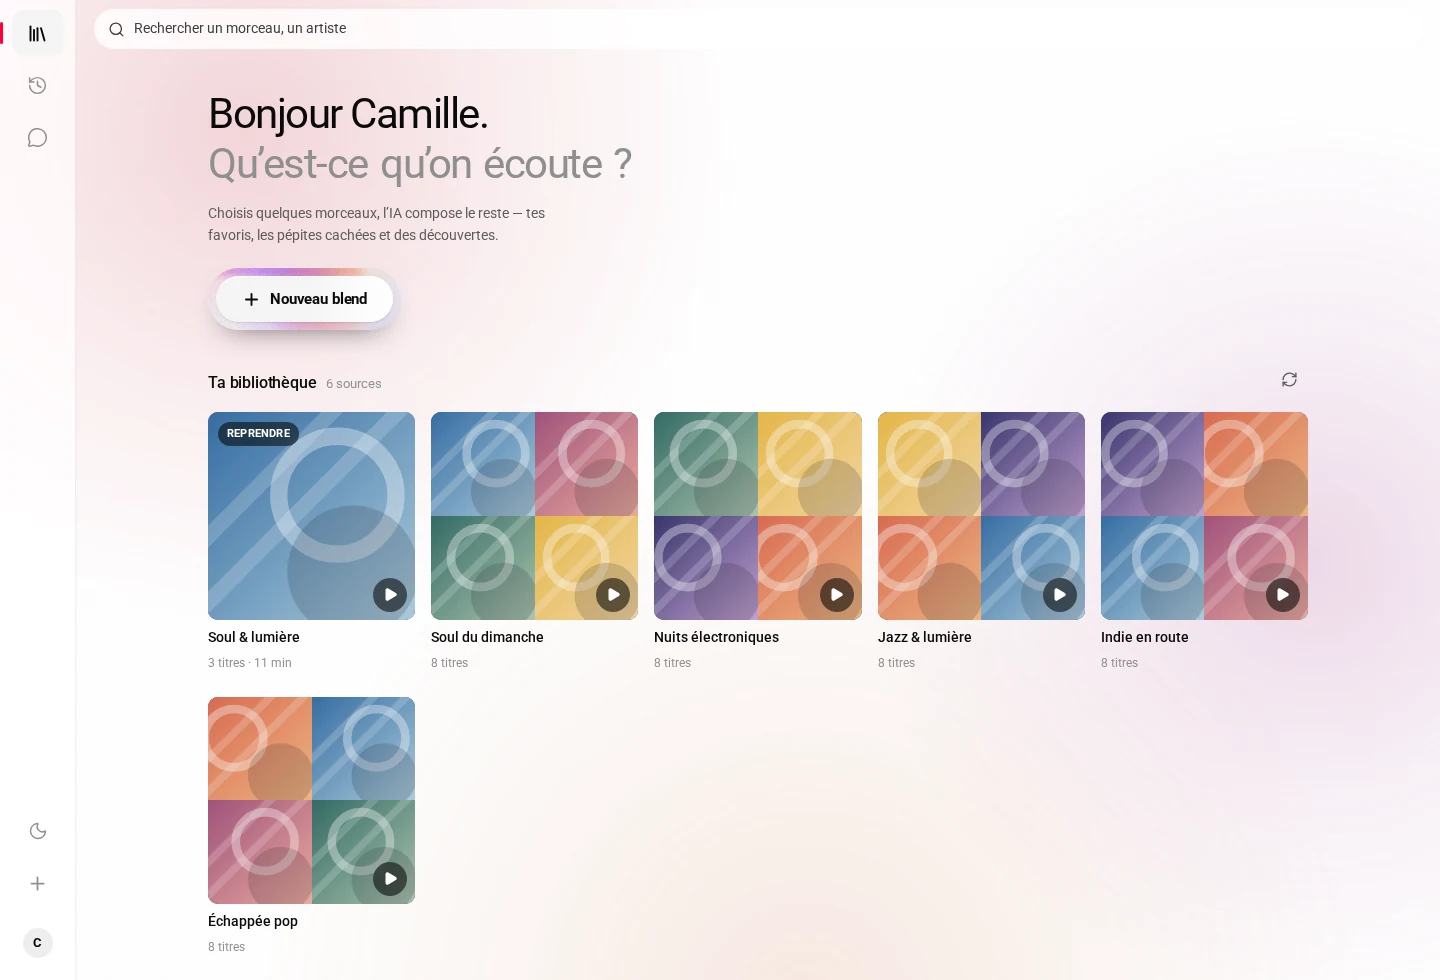 Rechercher un morceau, un artiste
Bonjour Camille.
Qu’est-ce qu’on écoute ?
Choisis quelques morceaux, l’IA compose le reste — tes
favoris, les pépites cachées et des découvertes.
Nouveau blend
Ta bibliothèque 6 sources
REPRENDRE
Soul & lumière
3 titres · 11 min
Soul du dimanche
8 titres
Nuits électroniques
8 titres
Jazz & lumière
8 titres
Indie en route
8 titres
Échappée pop
8 titres
C